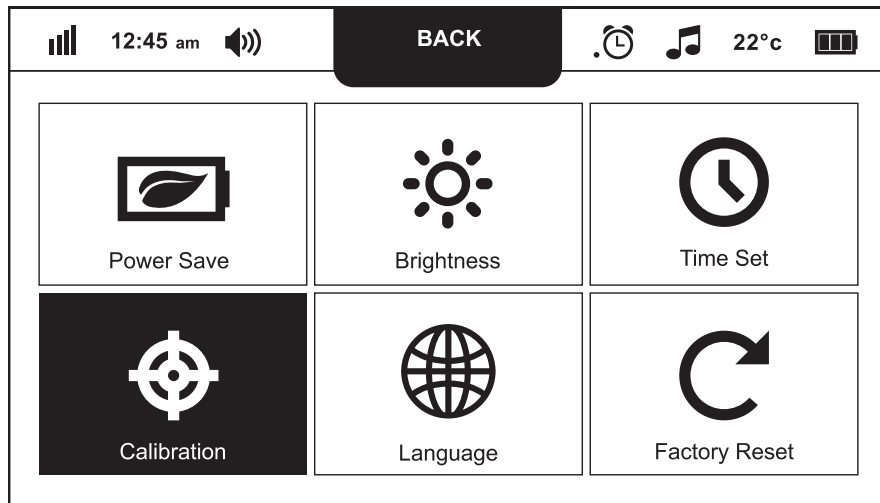 12:45 am BACK 22°c
Power Save Brightness Time Set
Calibration Language Factory Reset